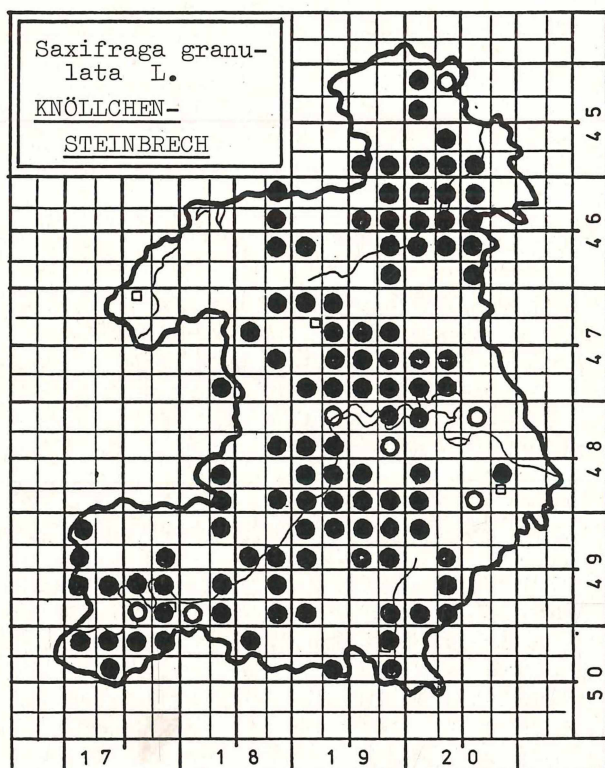 Saxifraga granu-
lata L.
KNÖLLCHEN-
STEINBRECH
45
46
47
48
49
50
17 18 19 20